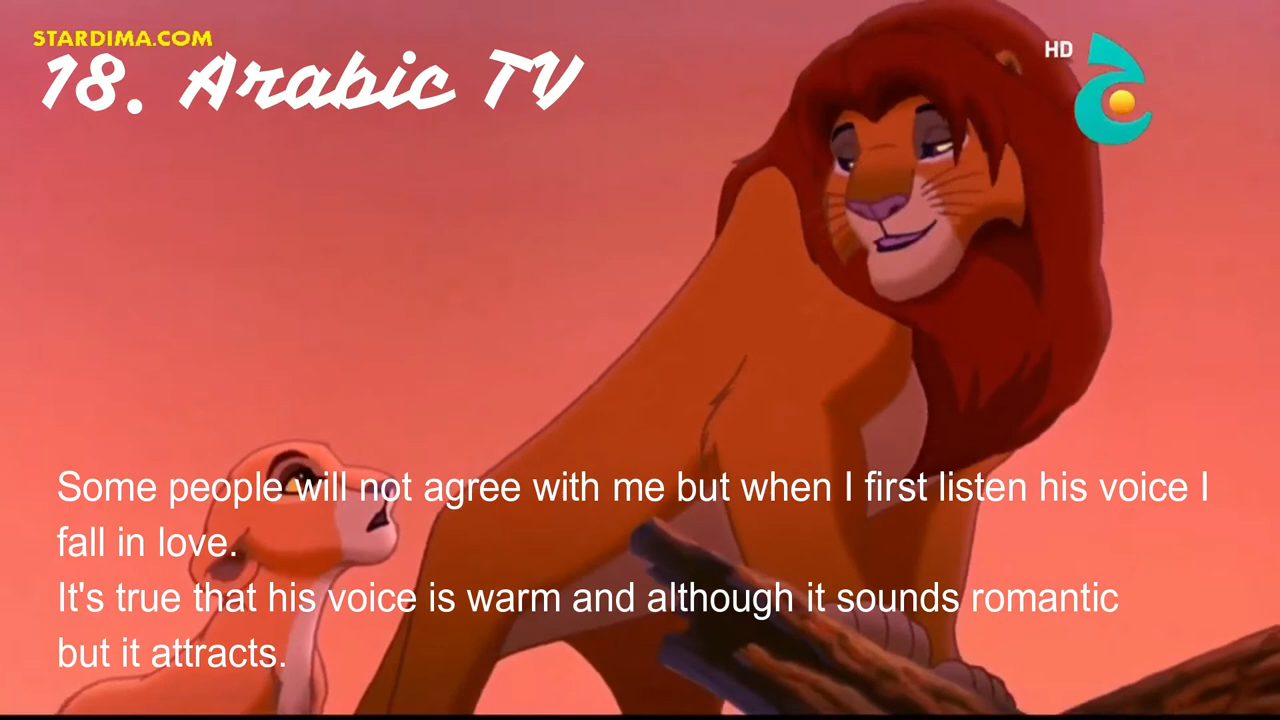 STARDIMA.COM
18. Arabic TV
HD
ج
Some people will not agree with me but when I first listen his voice I
fall in love.
It's true that his voice is warm and although it sounds romantic
but it attracts.